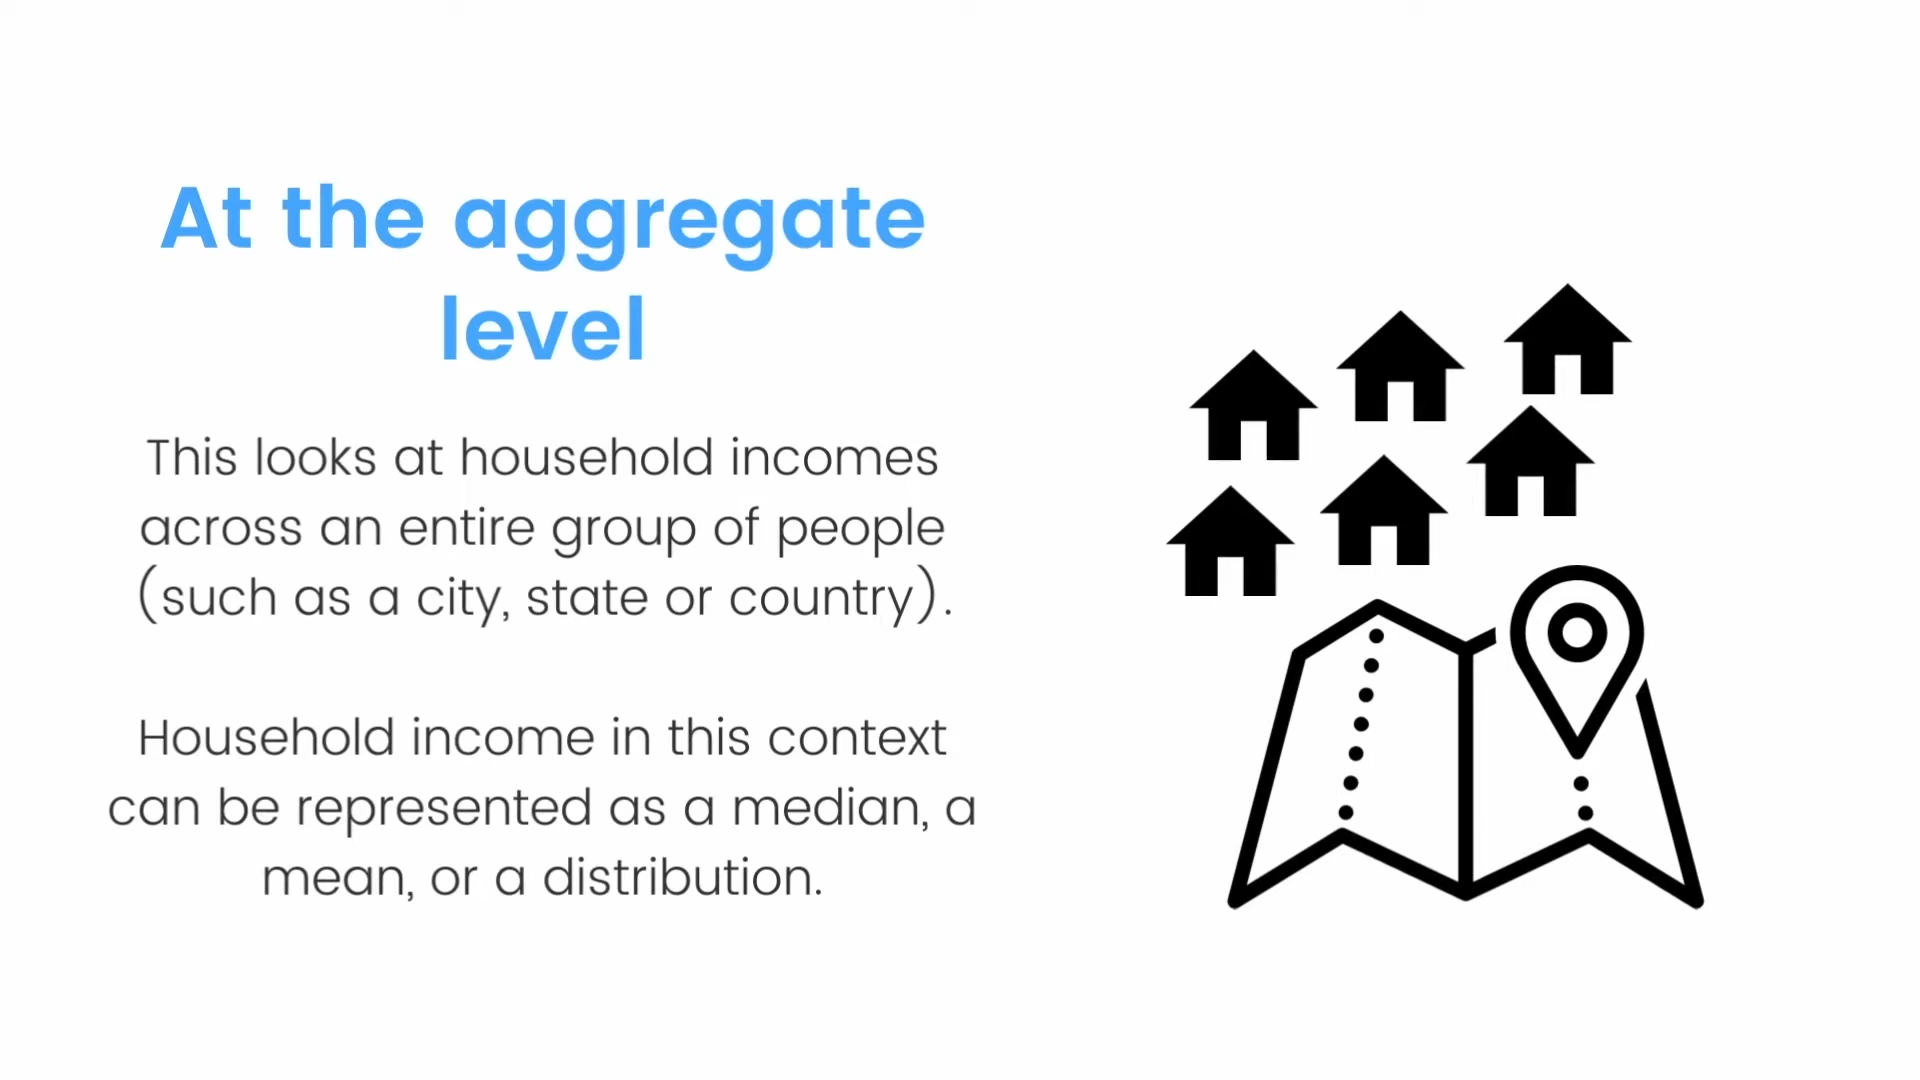 At the aggregate
level
This looks at household incomes
across an entire group of people
(such as a city, state or country).
Household income in this context
can be represented as a median, a
mean, or a distribution.